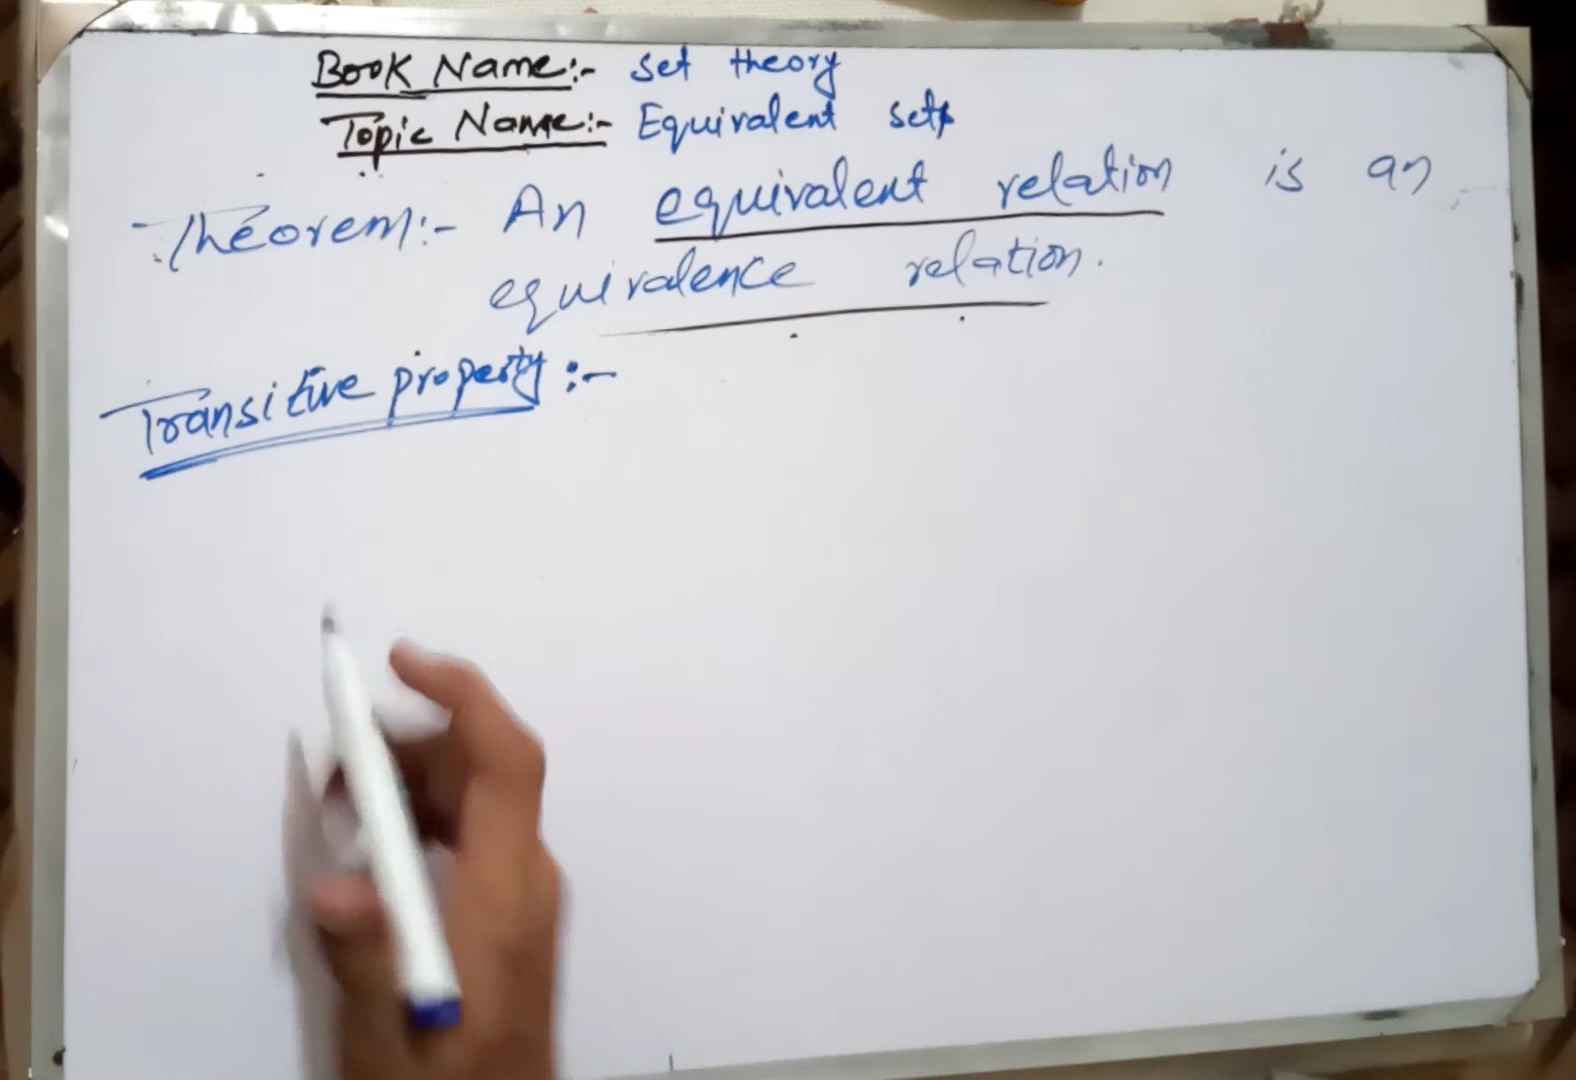 Book Name:- Set theory
Topic Name:- Equivalent sets
Theorem:- An equivalent relation is an
equivalence relation.
Transitive property:-